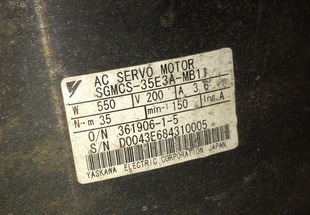 AC SERVO MOTOR
SGMCS-35E3A-MB11
W 550 V 200 A 3.6
N·m 35 min⁻¹ 150 Ins.A
O/N 361906-1-5
S/N D0043E684310005
YASKAWA ELECTRIC CORPORATION JAPAN